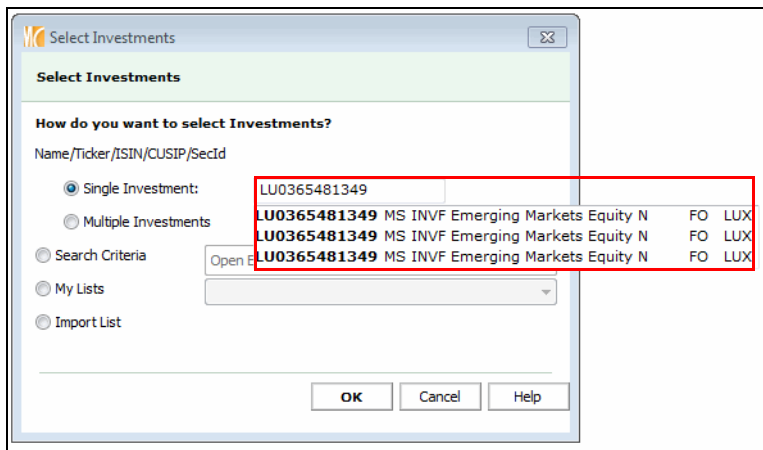 Select Investments
Select Investments
How do you want to select Investments?
Name/Ticker/ISIN/CUSIP/SecId
Single Investment: LU0365481349
LU0365481349 MS INVF Emerging Markets Equity N FO LUX
Multiple Investments
LU0365481349 MS INVF Emerging Markets Equity N FO LUX
Search Criteria
LU0365481349 MS INVF Emerging Markets Equity N FO LUX
Open
My Lists
Import List
OK Cancel Help